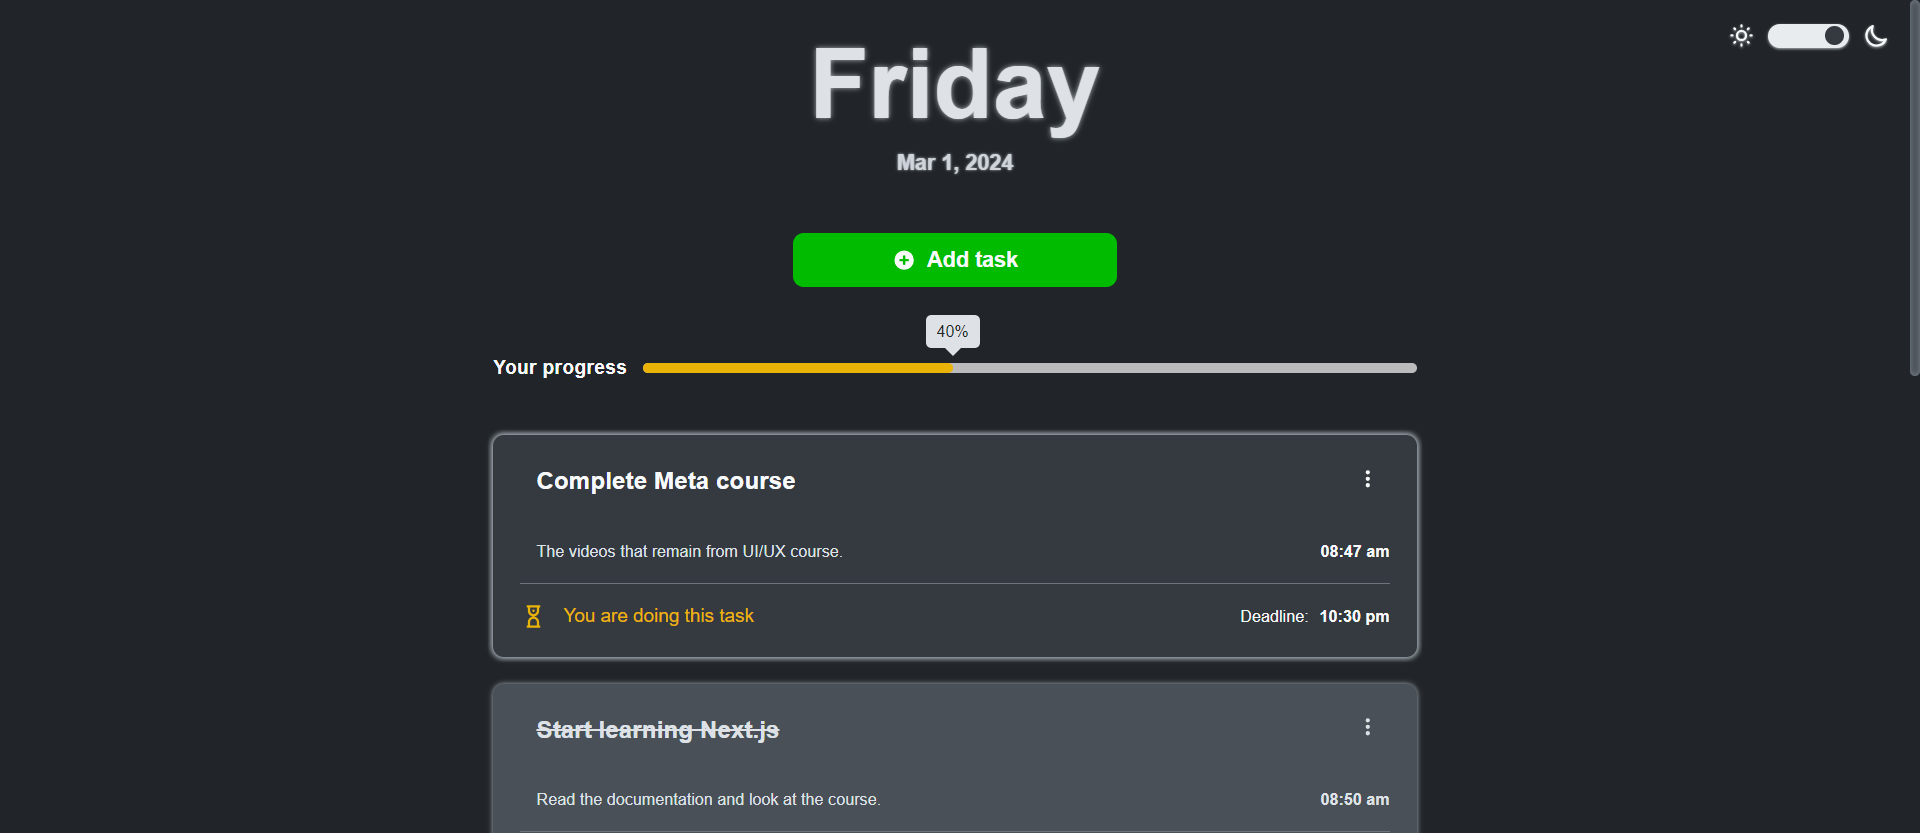 Friday
Mar 1, 2024
Add task
40%
Your progress
Complete Meta course
The videos that remain from UI/UX course.
08:47 am
You are doing this task
Deadline: 10:30 pm
Start learning Next.js
Read the documentation and look at the course.
08:50 am